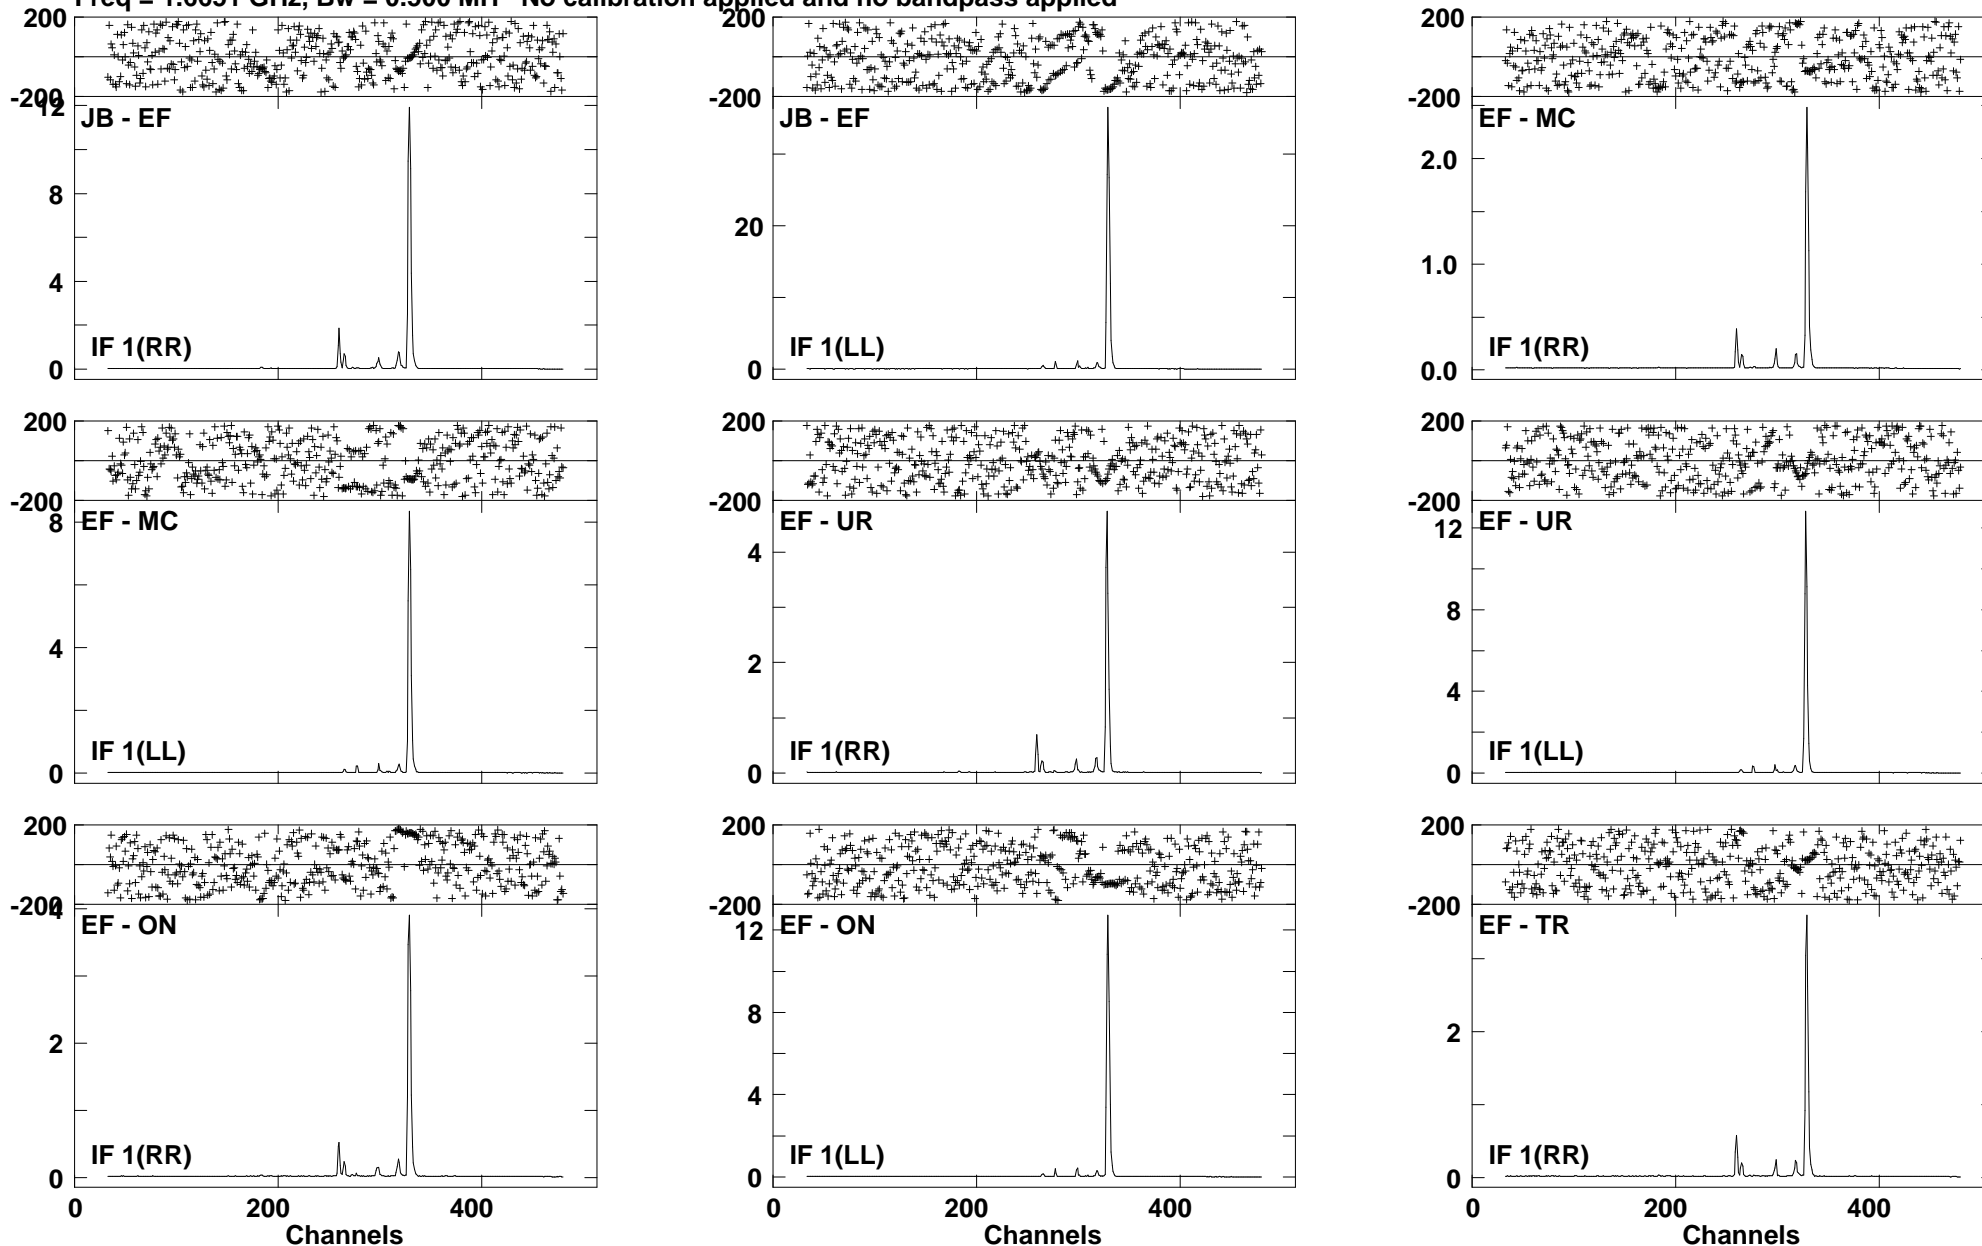 No calibration applied and no bandpass applied
200 200 200
-200 -200 -200
12
JB - EF JB - EF EF - MC
2.0
8
20
4 1.0
IF 1(RR) IF 1(LL) IF 1(RR)
0 0 0.0
200 200 200
-200 -200 -200
8 12
EF - MC EF - UR EF - UR
4
8
4
2
4
IF 1(LL) IF 1(RR) IF 1(LL)
0 0 0
200 200 200
-200 -200 -200
4 12
EF - ON EF - ON EF - TR
8
2 2
4
IF 1(RR) IF 1(LL) IF 1(RR)
0 0 0
0 200 400 0 200 400 0 200 400
Channels Channels Channels